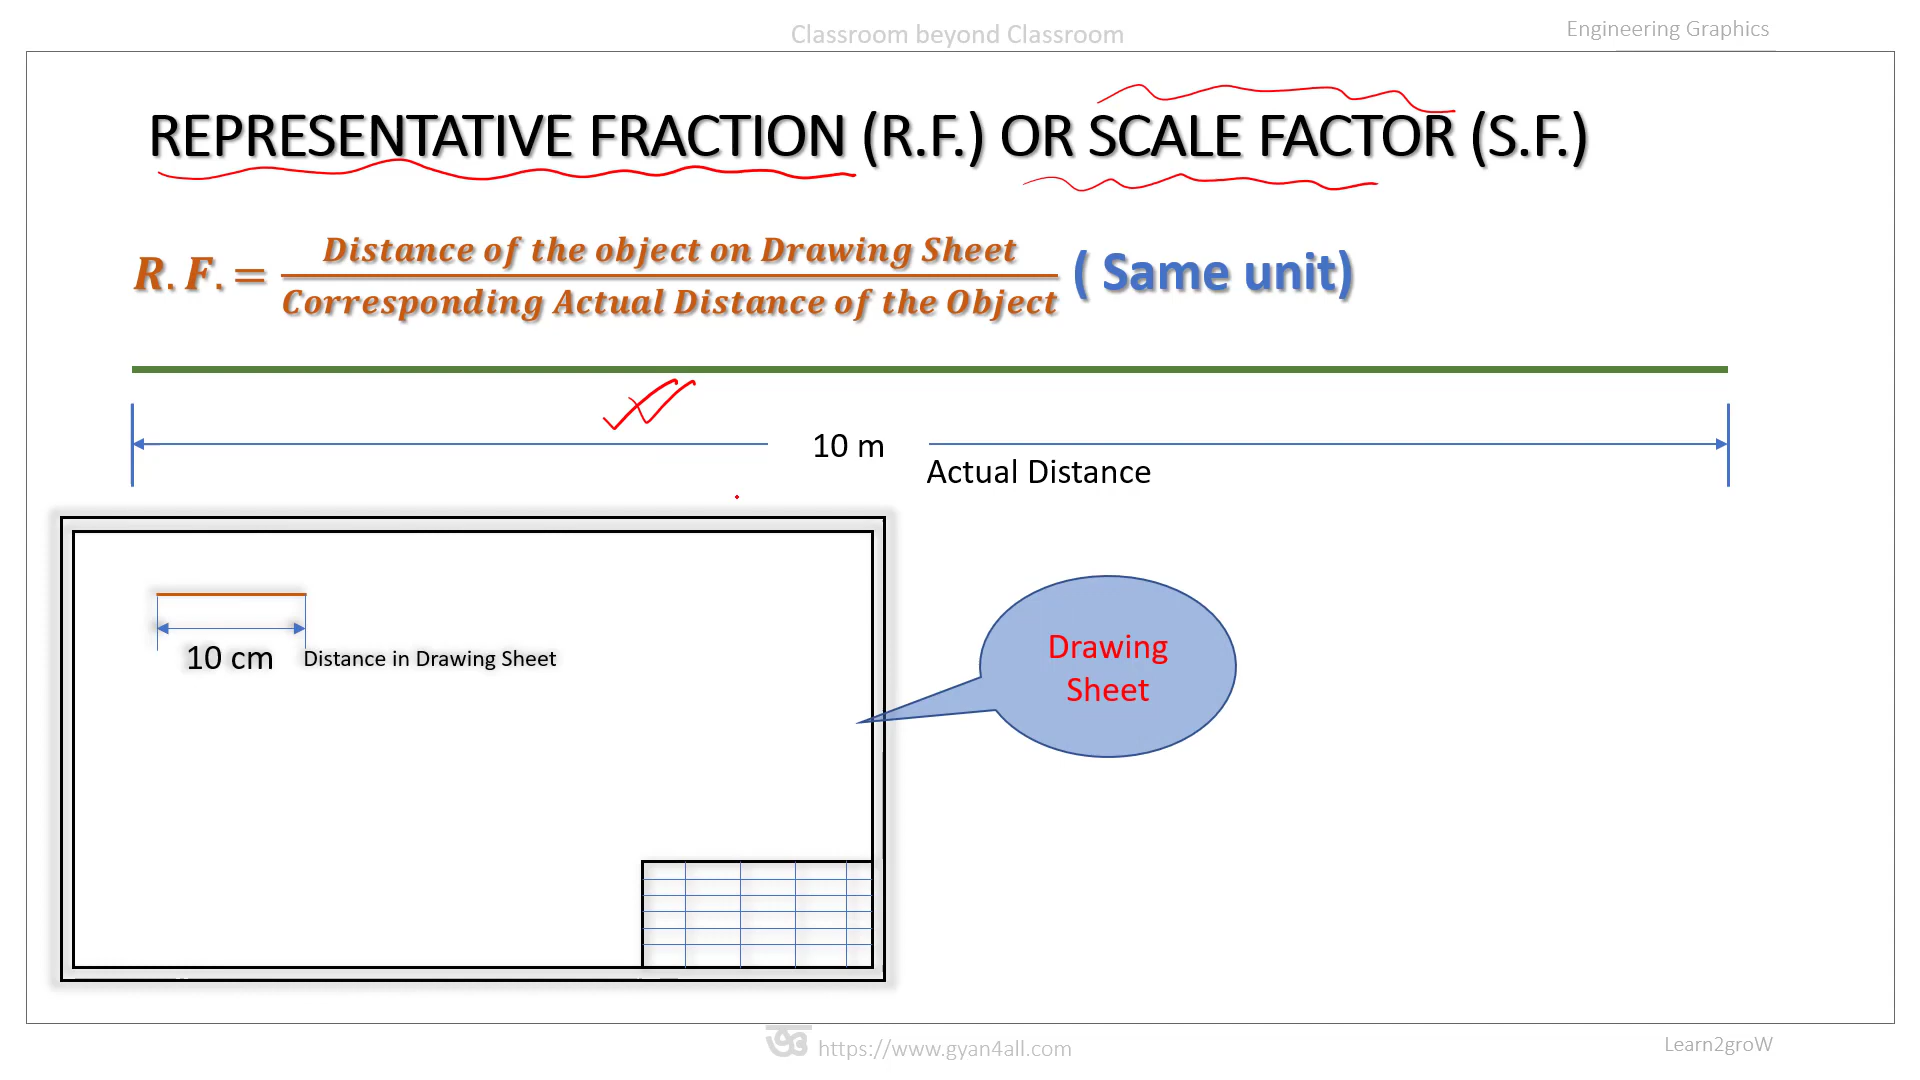 Classroom beyond Classroom
Engineering Graphics
REPRESENTATIVE FRACTION (R.F.) OR SCALE FACTOR (S.F.)
R.F.= Distance of the object on Drawing Sheet
Corresponding Actual Distance of the Object
( Same unit)
10 m
Actual Distance
10 cm Distance in Drawing Sheet
Drawing
Sheet
https://www.gyan4all.com
Learn2groW